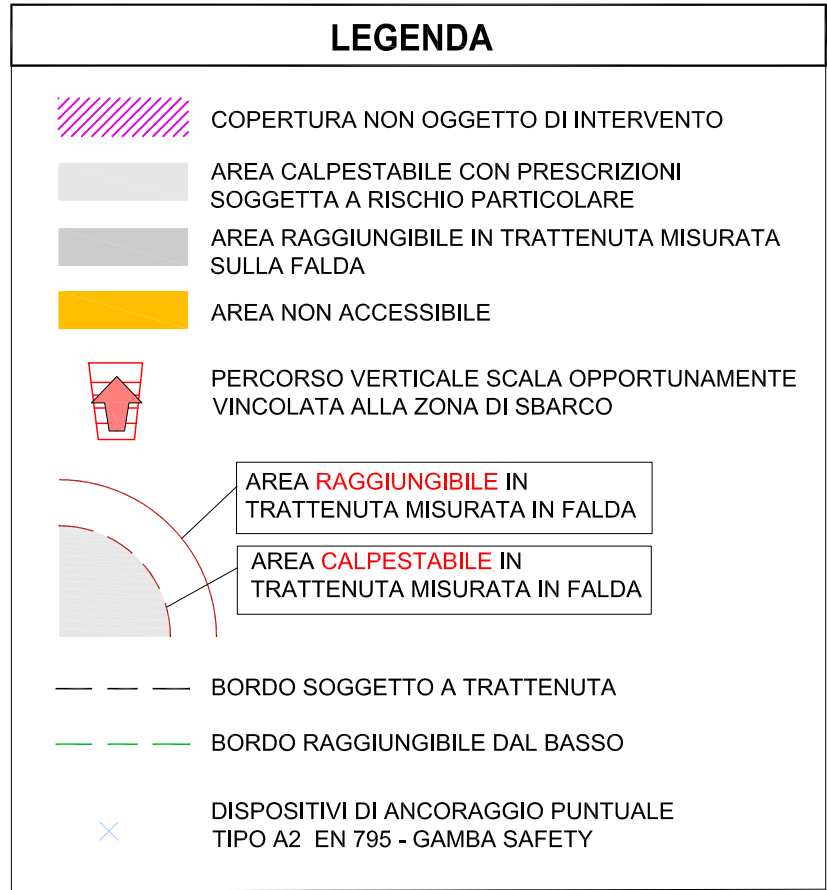 LEGENDA
COPERTURA NON OGGETTO DI INTERVENTO
AREA CALPESTABILE CON PRESCRIZIONI
SOGGETTA A RISCHIO PARTICOLARE
AREA RAGGIUNGIBILE IN TRATTENUTA MISURATA
SULLA FALDA
AREA NON ACCESSIBILE
PERCORSO VERTICALE SCALA OPPORTUNAMENTE
VINCOLATA ALLA ZONA DI SBARCO
AREA RAGGIUNGIBILE IN
TRATTENUTA MISURATA IN FALDA
AREA CALPESTABILE IN
TRATTENUTA MISURATA IN FALDA
BORDO SOGGETTO A TRATTENUTA
BORDO RAGGIUNGIBILE DAL BASSO
DISPOSITIVI DI ANCORAGGIO PUNTUALE
TIPO A2 EN 795 - GAMBA SAFETY